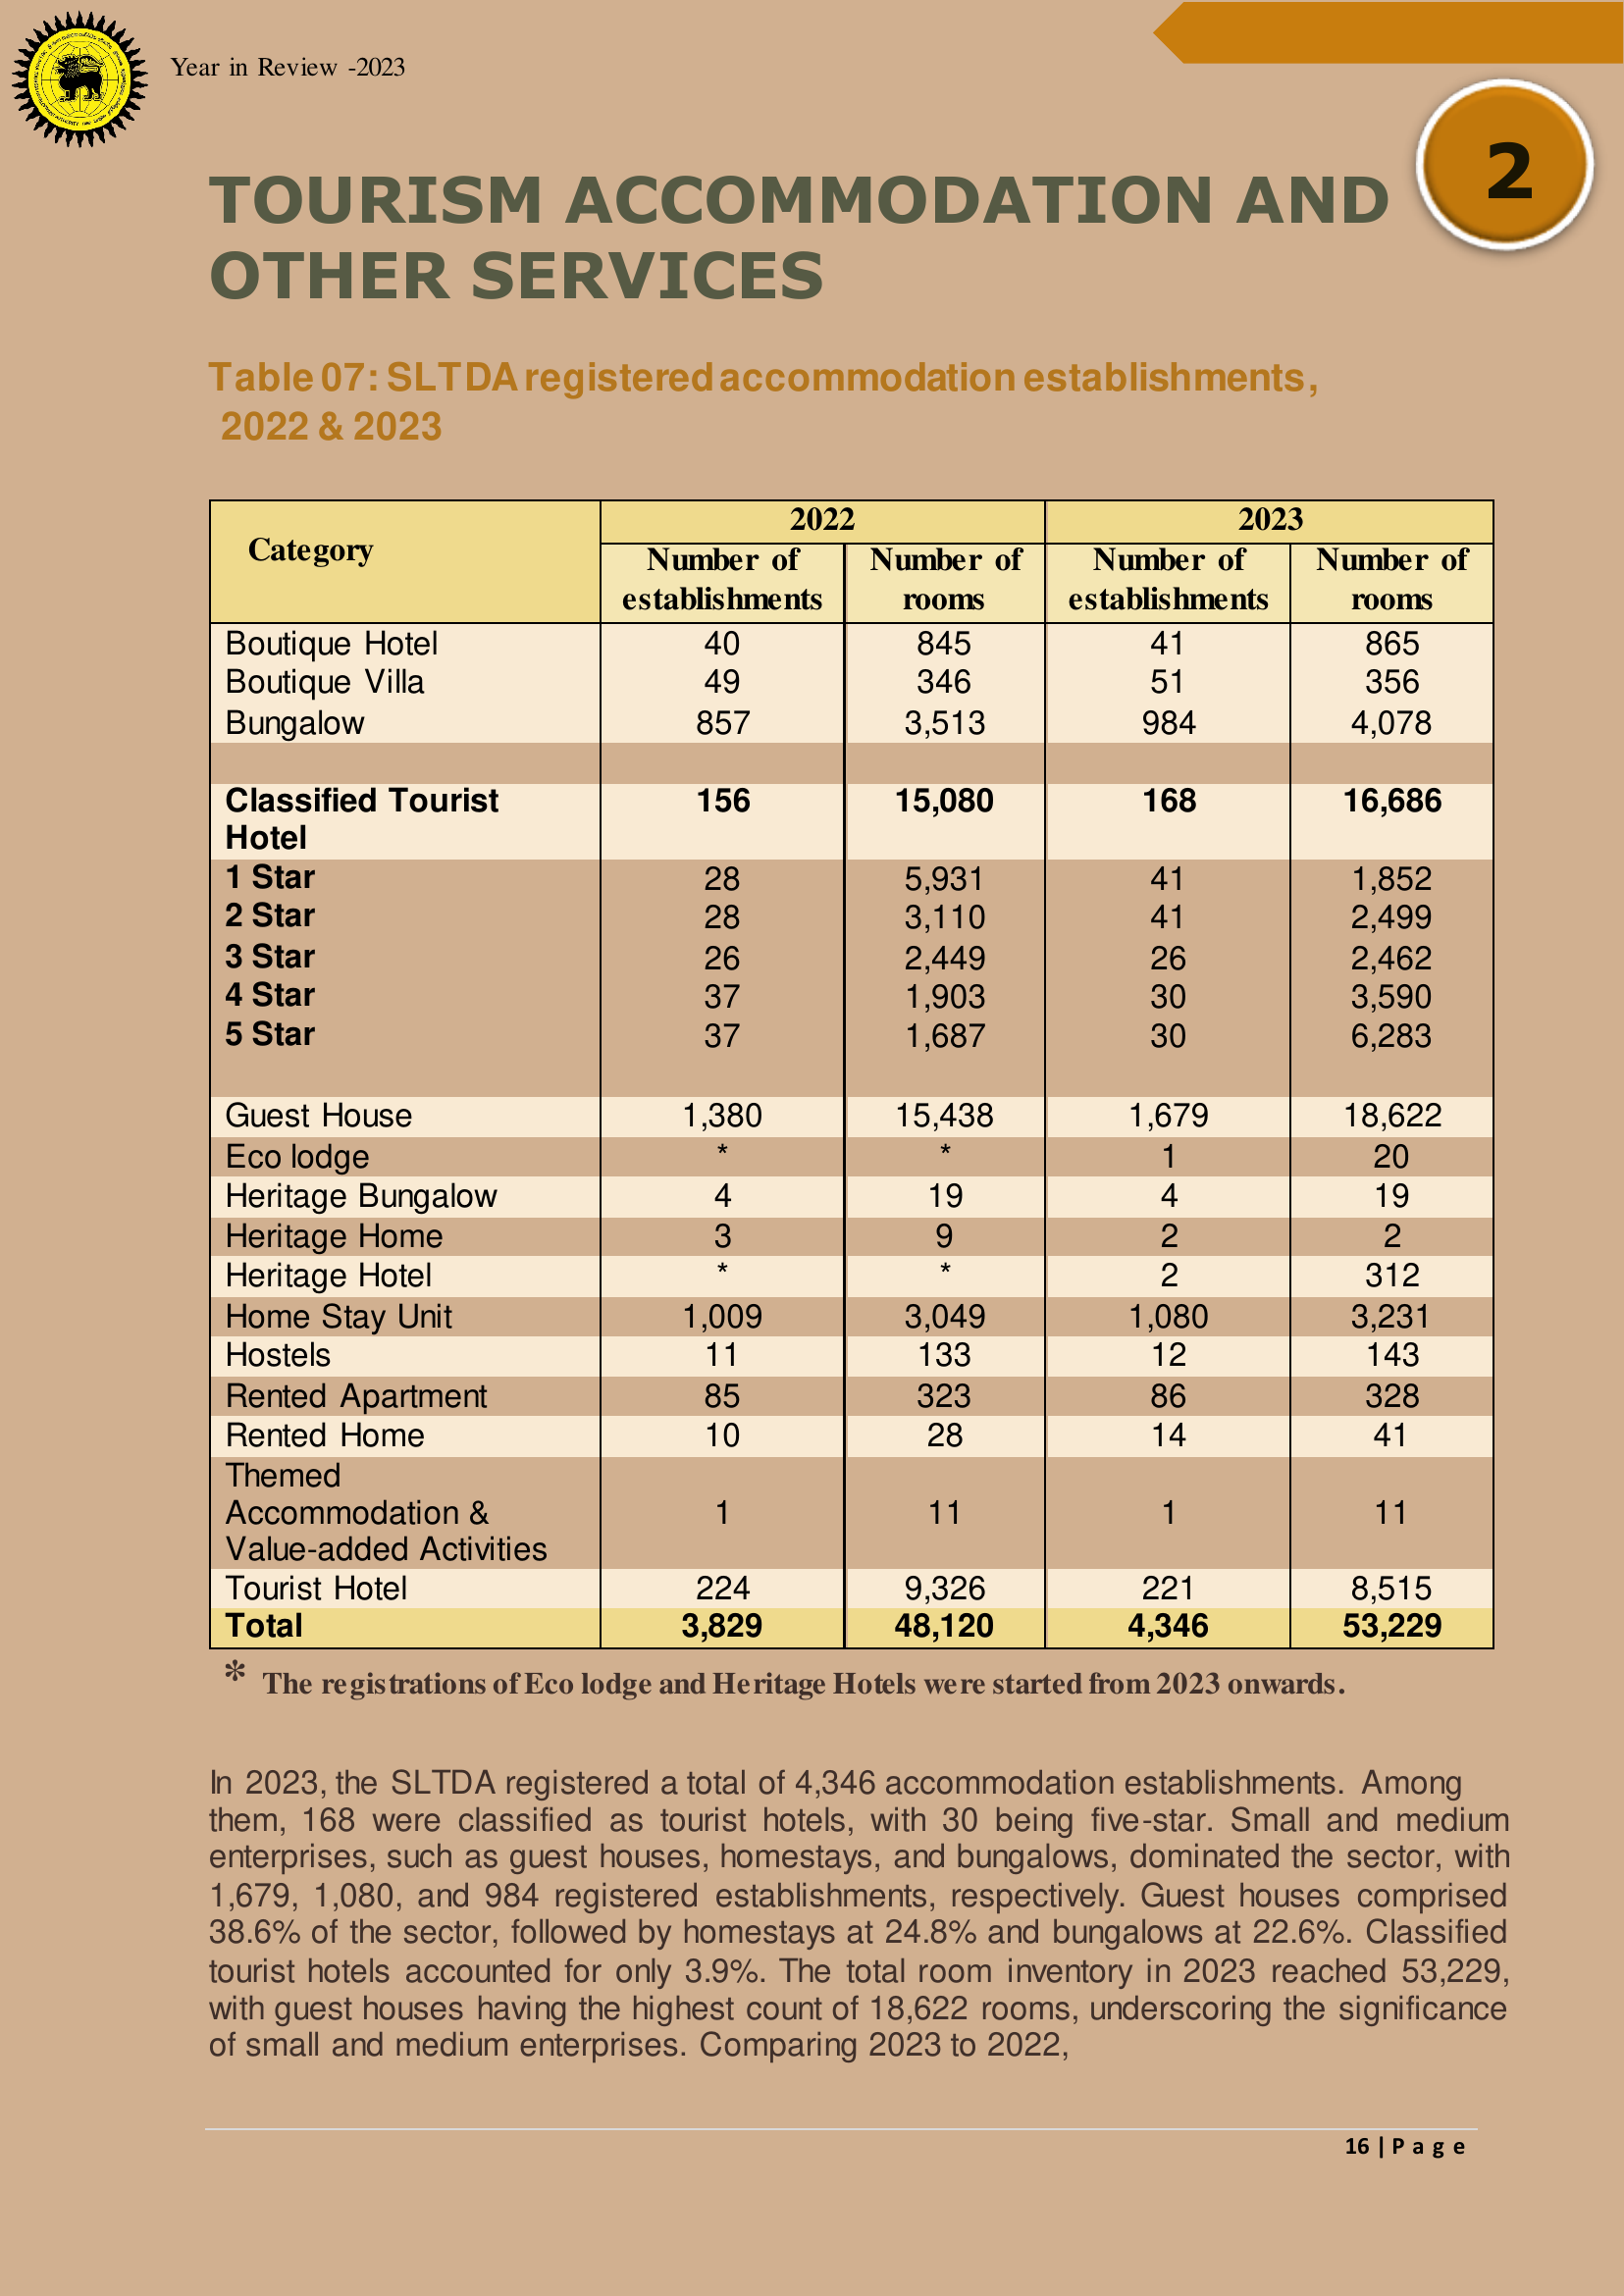 Year in Review -2023
2
TOURISM ACCOMMODATION AND
OTHER SERVICES
Table 07: SLTDA registered accommodation establishments,
2022 & 2023
Category 2022 2023
Number of establishments Number of rooms Number of establishments Number of rooms
Boutique Hotel 40 845 41 865
Boutique Villa 49 346 51 356
Bungalow 857 3,513 984 4,078
Classified Tourist Hotel 156 15,080 168 16,686
1 Star 28 5,931 41 1,852
2 Star 28 3,110 41 2,499
3 Star 26 2,449 26 2,462
4 Star 37 1,903 30 3,590
5 Star 37 1,687 30 6,283
Guest House 1,380 15,438 1,679 18,622
Eco lodge * * 1 20
Heritage Bungalow 4 19 4 19
Heritage Home 3 9 2 2
Heritage Hotel * * 2 312
Home Stay Unit 1,009 3,049 1,080 3,231
Hostels 11 133 12 143
Rented Apartment 85 323 86 328
Rented Home 10 28 14 41
Themed Accommodation & Value-added Activities 1 11 1 11
Tourist Hotel 224 9,326 221 8,515
Total 3,829 48,120 4,346 53,229
* The registrations of Eco lodge and Heritage Hotels were started from 2023 onwards.
In 2023, the SLTDA registered a total of 4,346 accommodation establishments. Among
them, 168 were classified as tourist hotels, with 30 being five-star. Small and medium
enterprises, such as guest houses, homestays, and bungalows, dominated the sector, with
1,679, 1,080, and 984 registered establishments, respectively. Guest houses comprised
38.6% of the sector, followed by homestays at 24.8% and bungalows at 22.6%. Classified
tourist hotels accounted for only 3.9%. The total room inventory in 2023 reached 53,229,
with guest houses having the highest count of 18,622 rooms, underscoring the significance
of small and medium enterprises. Comparing 2023 to 2022,
16 | P a g e